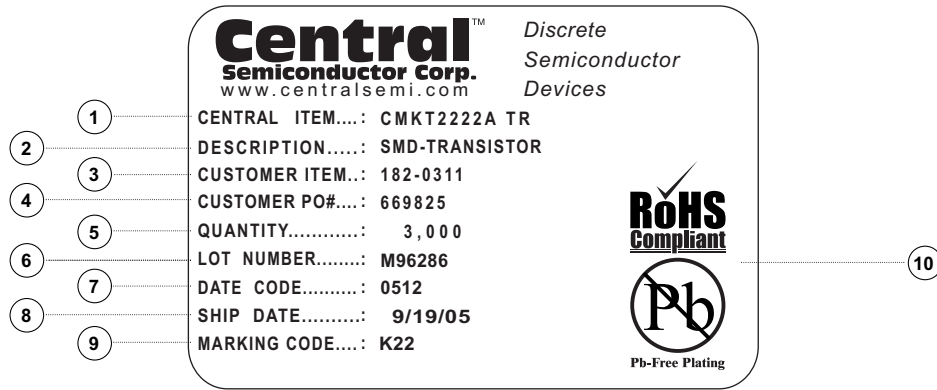 Central™
Semiconductor Corp.
www.centralsemi.com
Discrete
Semiconductor
Devices
1 CENTRAL ITEM....: CMKT2222A TR
2 DESCRIPTION.....: SMD-TRANSISTOR
3 CUSTOMER ITEM..: 182-0311
4 CUSTOMER PO#....: 669825
5 QUANTITY............: 3,000
6 LOT NUMBER........: M96286
7 DATE CODE..........: 0512
8 SHIP DATE..........: 9/19/05
9 MARKING CODE....: K22
RoHS
Compliant
10
Pb
Pb-Free Plating